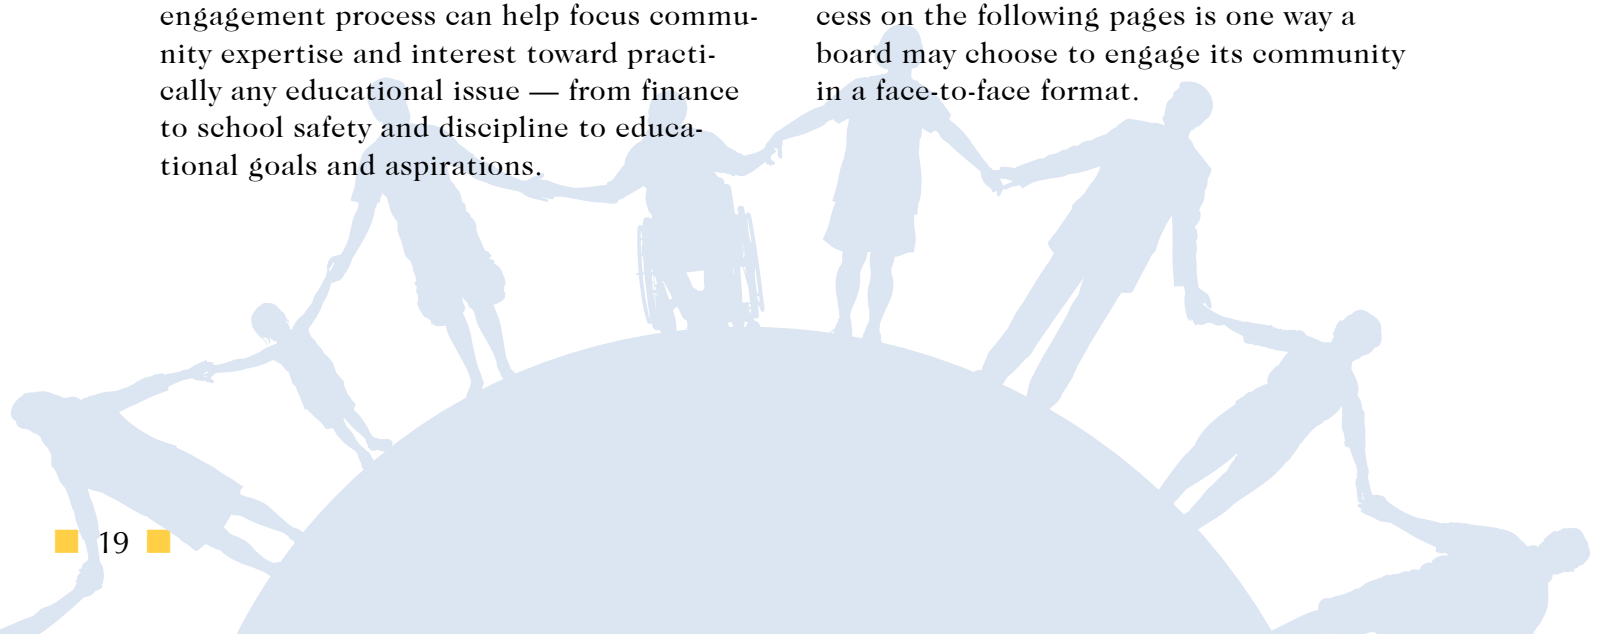 engagement process can help focus commu-
nity expertise and interest toward practi-
cally any educational issue — from finance
to school safety and discipline to educa-
tional goals and aspirations.
cess on the following pages is one way a
board may choose to engage its community
in a face-to-face format.
19